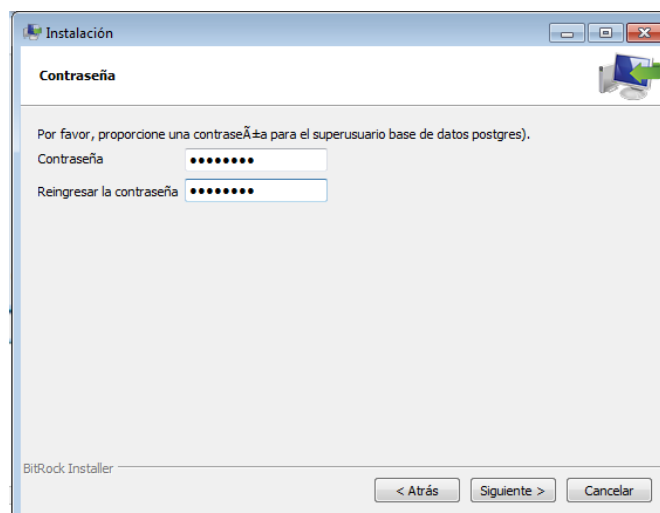 Instalación
Contraseña
Por favor, proporcione una contraseÃ±a para el superusuario base de datos postgres).
Contraseña ••••••••
Reingresar la contraseña ••••••••
BitRock Installer
< Atrás Siguiente > Cancelar